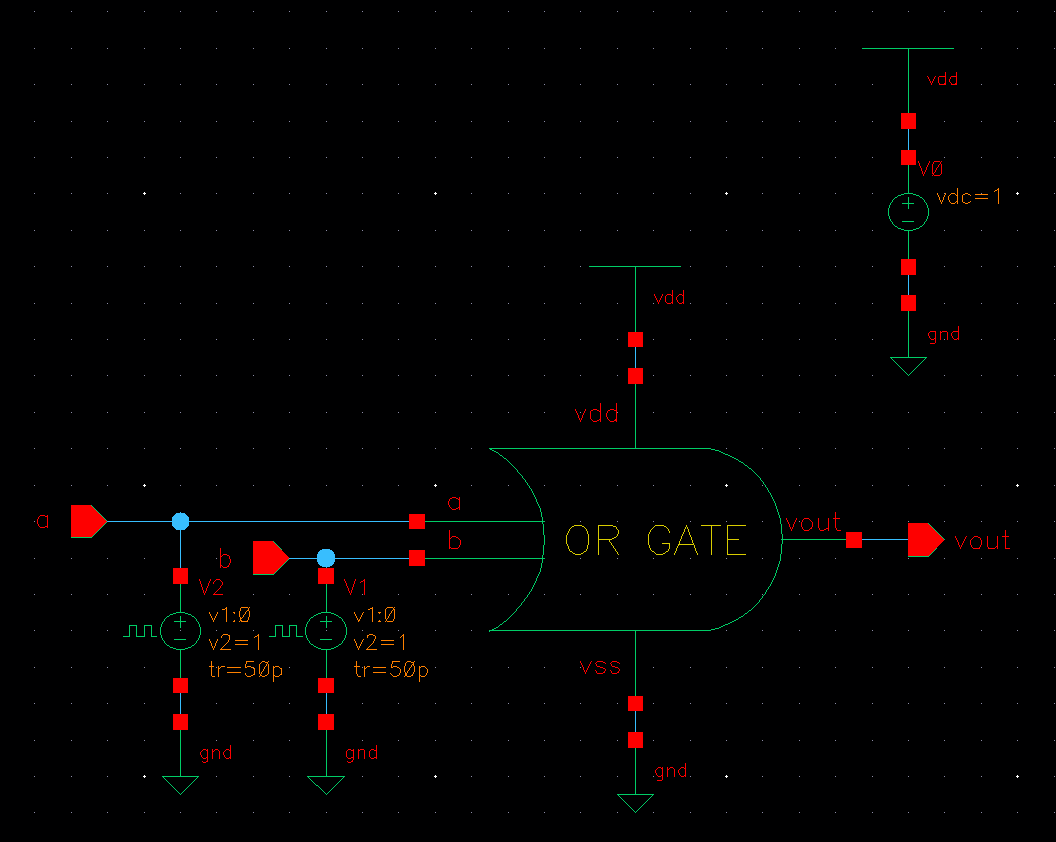 vdd
V0
vdc=1
gnd
vdd
vdd
a
a
b
b
OR GATE
vout
vout
V2
v1:0
v2=1
tr=50p
V1
v1:0
v2=1
tr=50p
vss
gnd
gnd
gnd